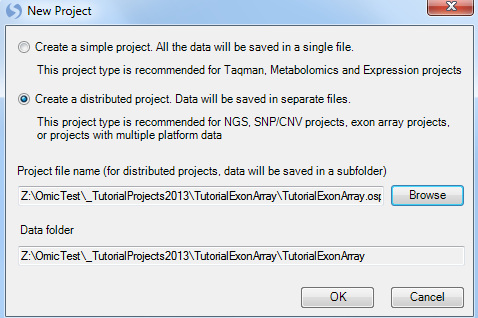 New Project
Create a simple project. All the data will be saved in a single file.
This project type is recommended for Taqman, Metabolomics and Expression projects
Create a distributed project. Data will be saved in separate files.
This project type is recommended for NGS, SNP/CNV projects, exon array projects,
or projects with multiple platform data
Project file name (for distributed projects, data will be saved in a subfolder)
Z:\OmicTest\_TutorialProjects2013\TutorialExonArray\TutorialExonArray.osp
Browse
Data folder
Z:\OmicTest\_TutorialProjects2013\TutorialExonArray\TutorialExonArray
OK
Cancel